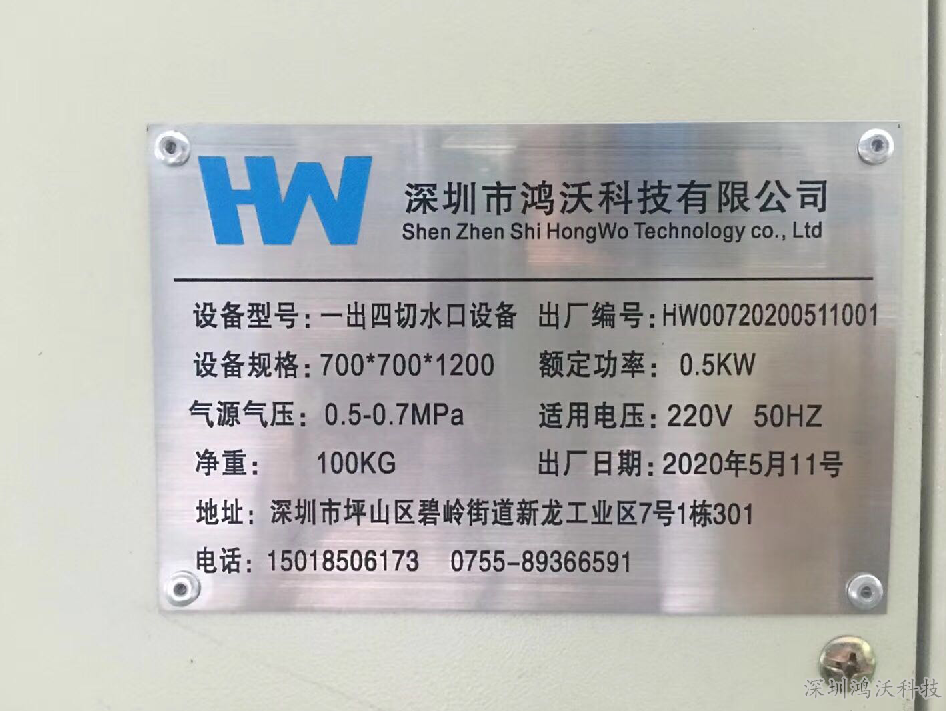 HW 深圳市鸿沃科技有限公司
Shen Zhen Shi HongWo Technology co., Ltd
设备型号:一出四切水口设备 出厂编号:HW00720200511001
设备规格:700*700*1200 额定功率: 0.5KW
气源气压: 0.5-0.7MPa 适用电压:220V 50HZ
净重: 100KG 出厂日期:2020年5月11号
地址: 深圳市坪山区碧岭街道新龙工业区7号1栋301
电话: 15018506173 0755-89366591
深圳鸿沃科技